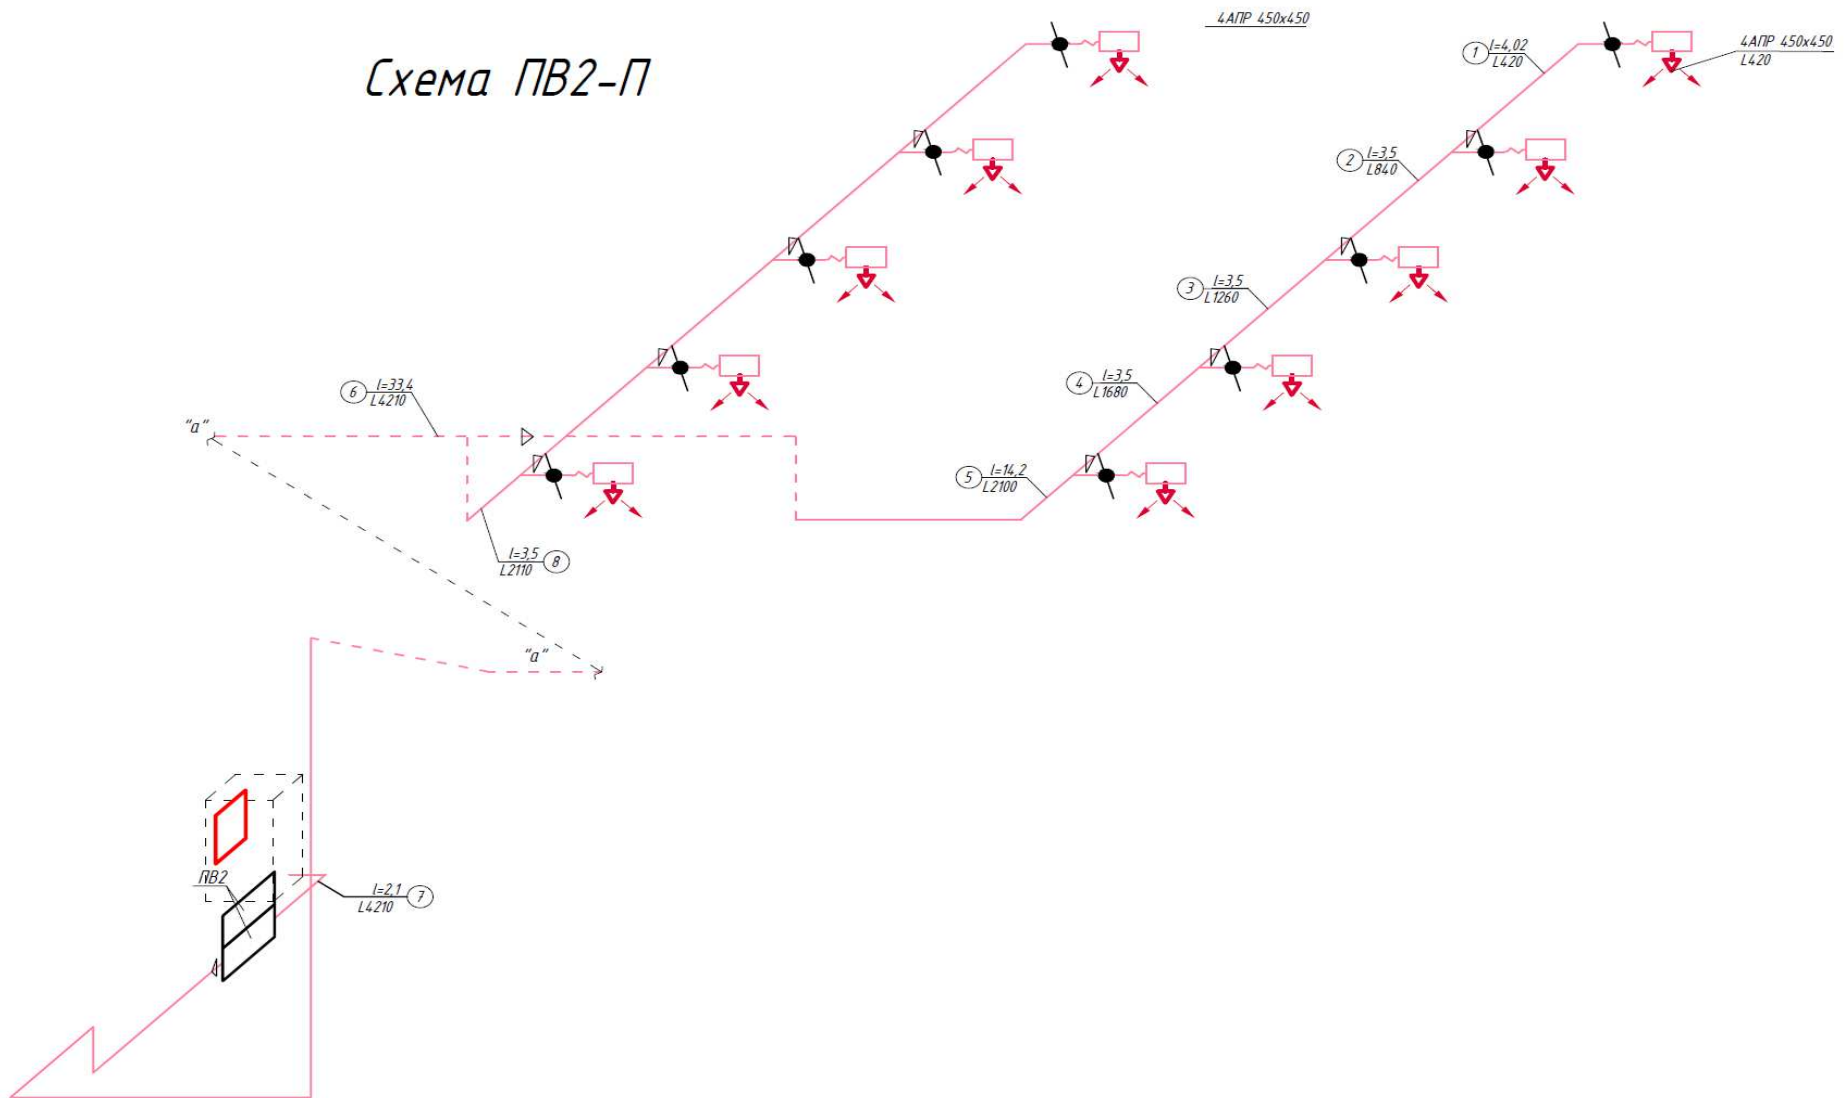 4АПР 450х450
Схема ПВ2-П
1 l=4,02
L420
4АПР 450х450
L420
2 l=3,5
L840
3 l=3,5
L1260
6 l=33,4
L4210
4 l=3,5
L1680
"а"
5 l=14,2
L2100
l=3,5 8
L2110
"а"
ПВ2
l=2,1 7
L4210